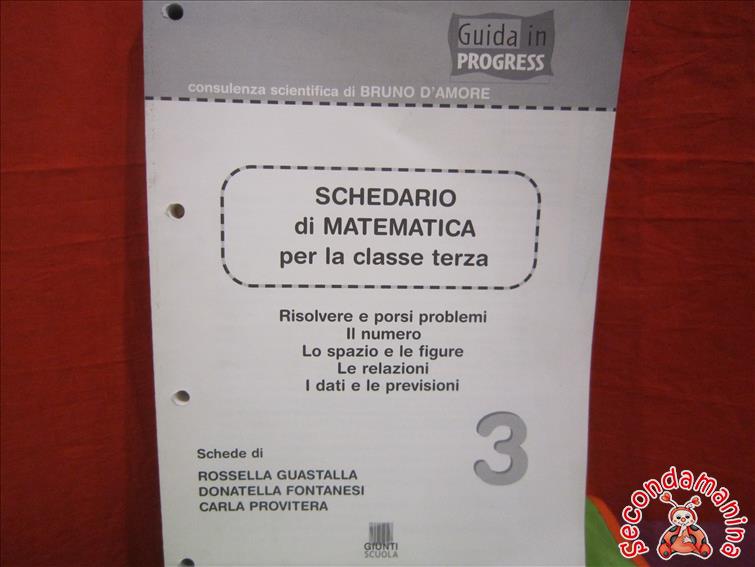 Guida in
PROGRESS
consulenza scientifica di BRUNO D'AMORE
SCHEDARIO
di MATEMATICA
per la classe terza
Risolvere e porsi problemi
Il numero
Lo spazio e le figure
Le relazioni
I dati e le previsioni
3
Schede di
ROSSELLA GUASTALLA
DONATELLA FONTANESI
CARLA PROVITERA
GIUNTI
SCUOLA
secondamanina